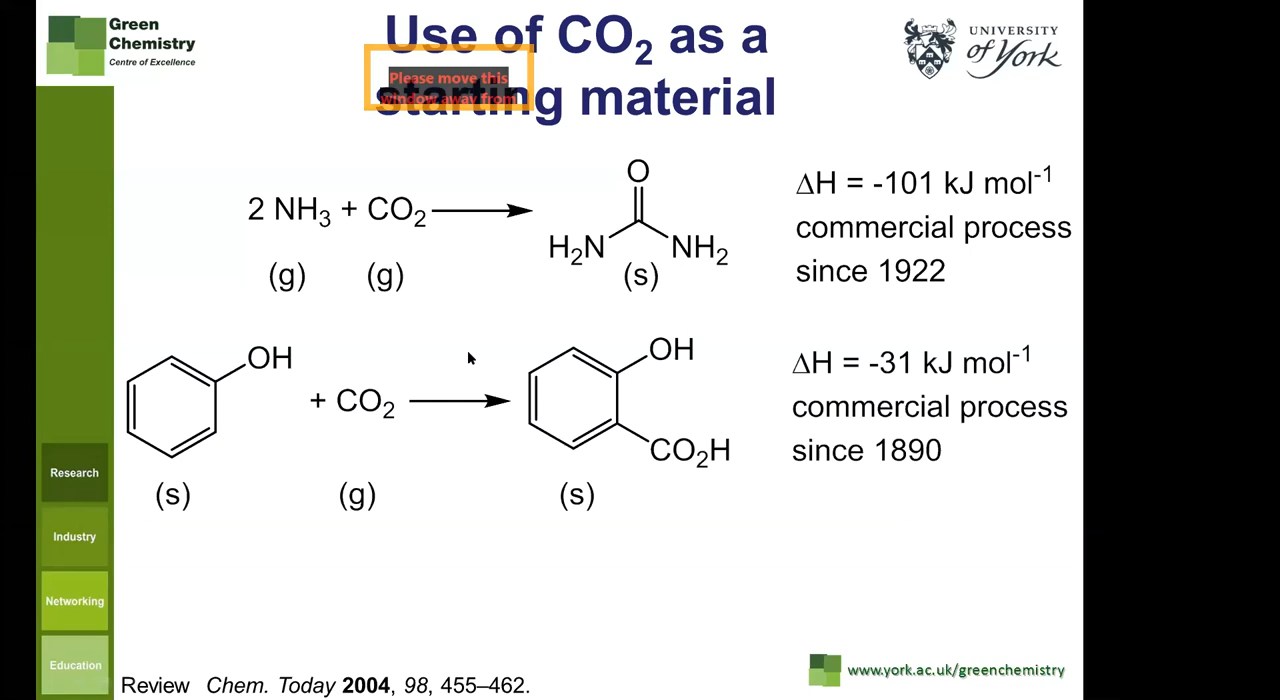 Green
Chemistry
Centre of Excellence
Use of CO₂ as a
starting material
Please move this
window away from
UNIVERSITY
of York
2 NH₃ + CO₂
(g) (g)
O
H₂N NH₂
(s)
ΔH = -101 kJ mol⁻¹
commercial process
since 1922
OH
+ CO₂
(s) (g)
OH
CO₂H
(s)
ΔH = -31 kJ mol⁻¹
commercial process
since 1890
Research
Industry
Networking
Education
Review Chem. Today 2004, 98, 455–462.
www.york.ac.uk/greenchemistry